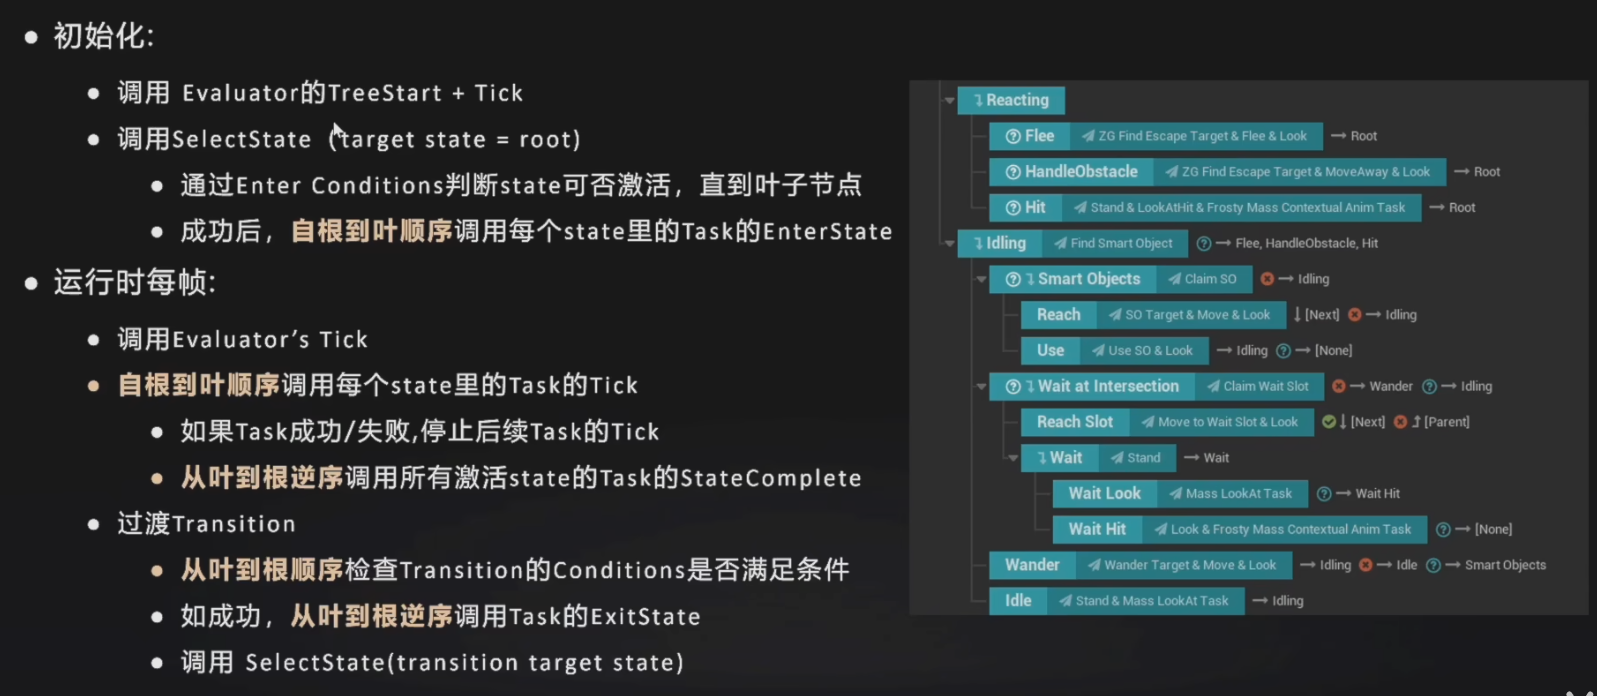 初始化:
调用 Evaluator的TreeStart + Tick
调用SelectState (target state = root)
通过Enter Conditions判断state可否激活，直到叶子节点
成功后，自根到叶顺序调用每个state里的Task的EnterState
运行时每帧:
调用Evaluator’s Tick
自根到叶顺序调用每个state里的Task的Tick
如果Task成功/失败,停止后续Task的Tick
从叶到根逆序调用所有激活state的Task的StateComplete
过渡Transition
从叶到根顺序检查Transition的Conditions是否满足条件
如成功，从叶到根逆序调用Task的ExitState
调用 SelectState(transition target state)
Reacting
Flee ZG Find Escape Target & Flee & Look → Root
HandleObstacle ZG Find Escape Target & MoveAway & Look → Root
Hit Stand & LookAtHit & Frosty Mass Contextual Anim Task → Root
Idling Find Smart Object → Flee, HandleObstacle, Hit
Smart Objects Claim SO → Idling
Reach SO Target & Move & Look ↓ [Next] → Idling
Use Use SO & Look → Idling → [None]
Wait at Intersection Claim Wait Slot → Wander → Idling
Reach Slot Move to Wait Slot & Look ↓ [Next] [Parent]
Wait Stand → Wait
Wait Look Mass LookAt Task → Wait Hit
Wait Hit Look & Frosty Mass Contextual Anim Task → [None]
Wander Wander Target & Move & Look → Idling → Idle → Smart Objects
Idle Stand & Mass LookAt Task → Idling